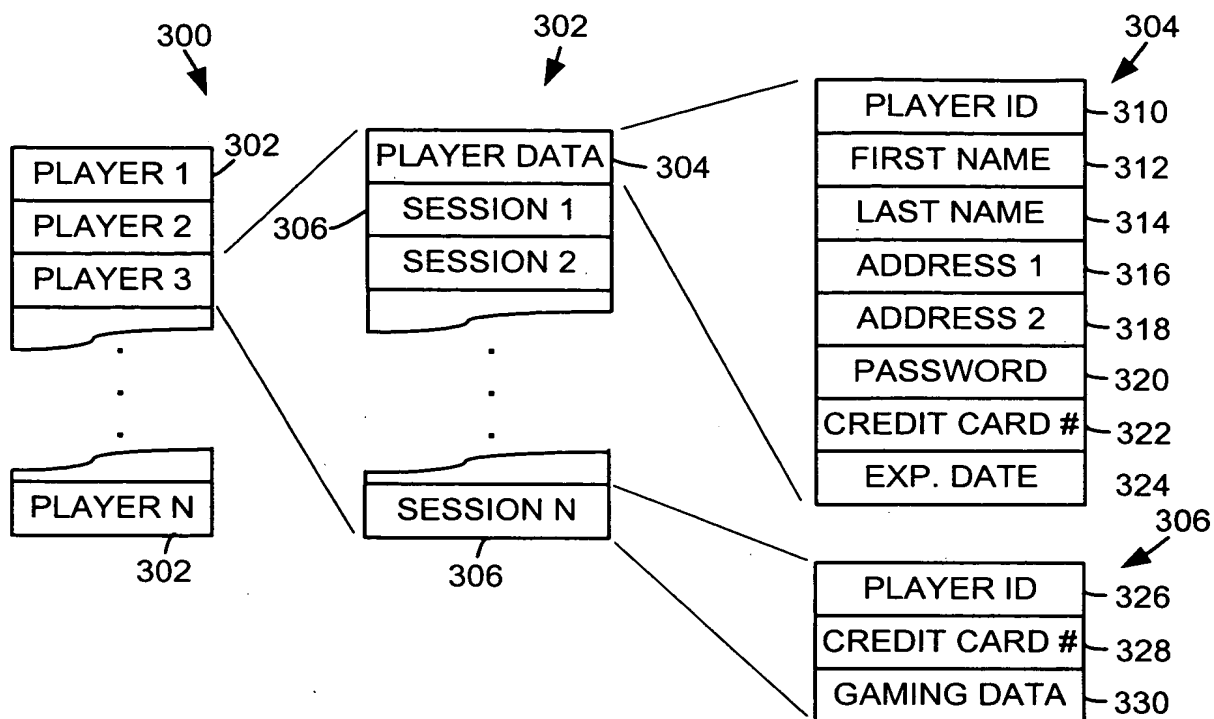 300
302
PLAYER 1
PLAYER 2
PLAYER 3
.
.
.
PLAYER N
302
302
PLAYER DATA
304
SESSION 1
306
SESSION 2
.
.
.
SESSION N
306
304
PLAYER ID
310
FIRST NAME
312
LAST NAME
314
ADDRESS 1
316
ADDRESS 2
318
PASSWORD
320
CREDIT CARD #
322
EXP. DATE
324
306
PLAYER ID
326
CREDIT CARD #
328
GAMING DATA
330